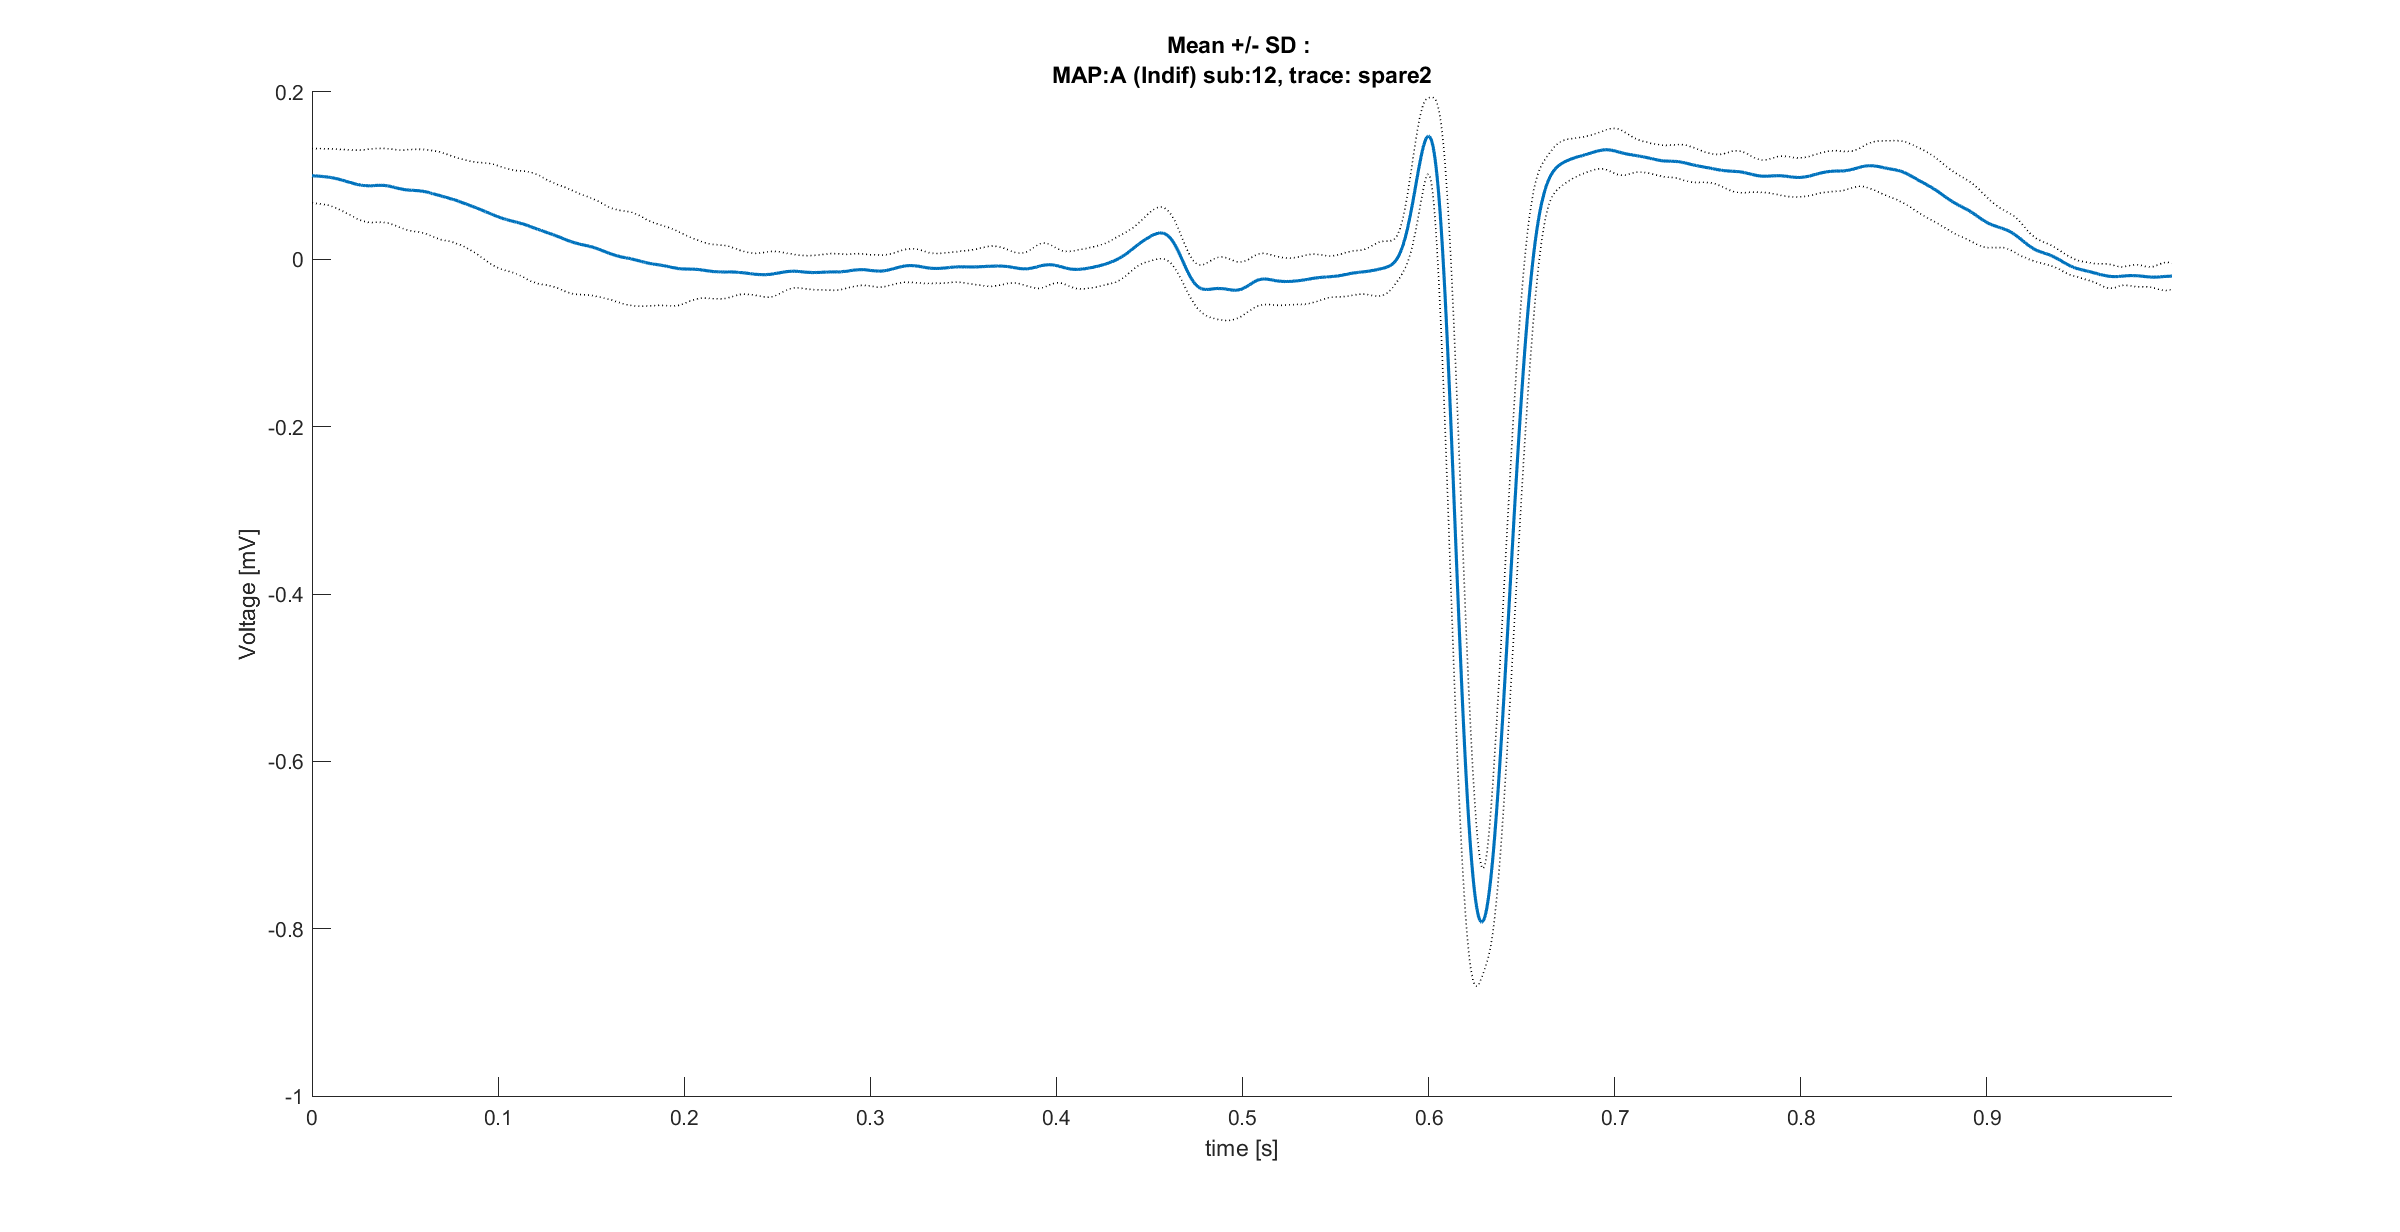 Mean +/- SD :
MAP:A (Indif) sub:12, trace: spare2
0.2
0
-0.2
-0.4
-0.6
-0.8
-1
Voltage [mV]
0 0.1 0.2 0.3 0.4 0.5 0.6 0.7 0.8 0.9
time [s]